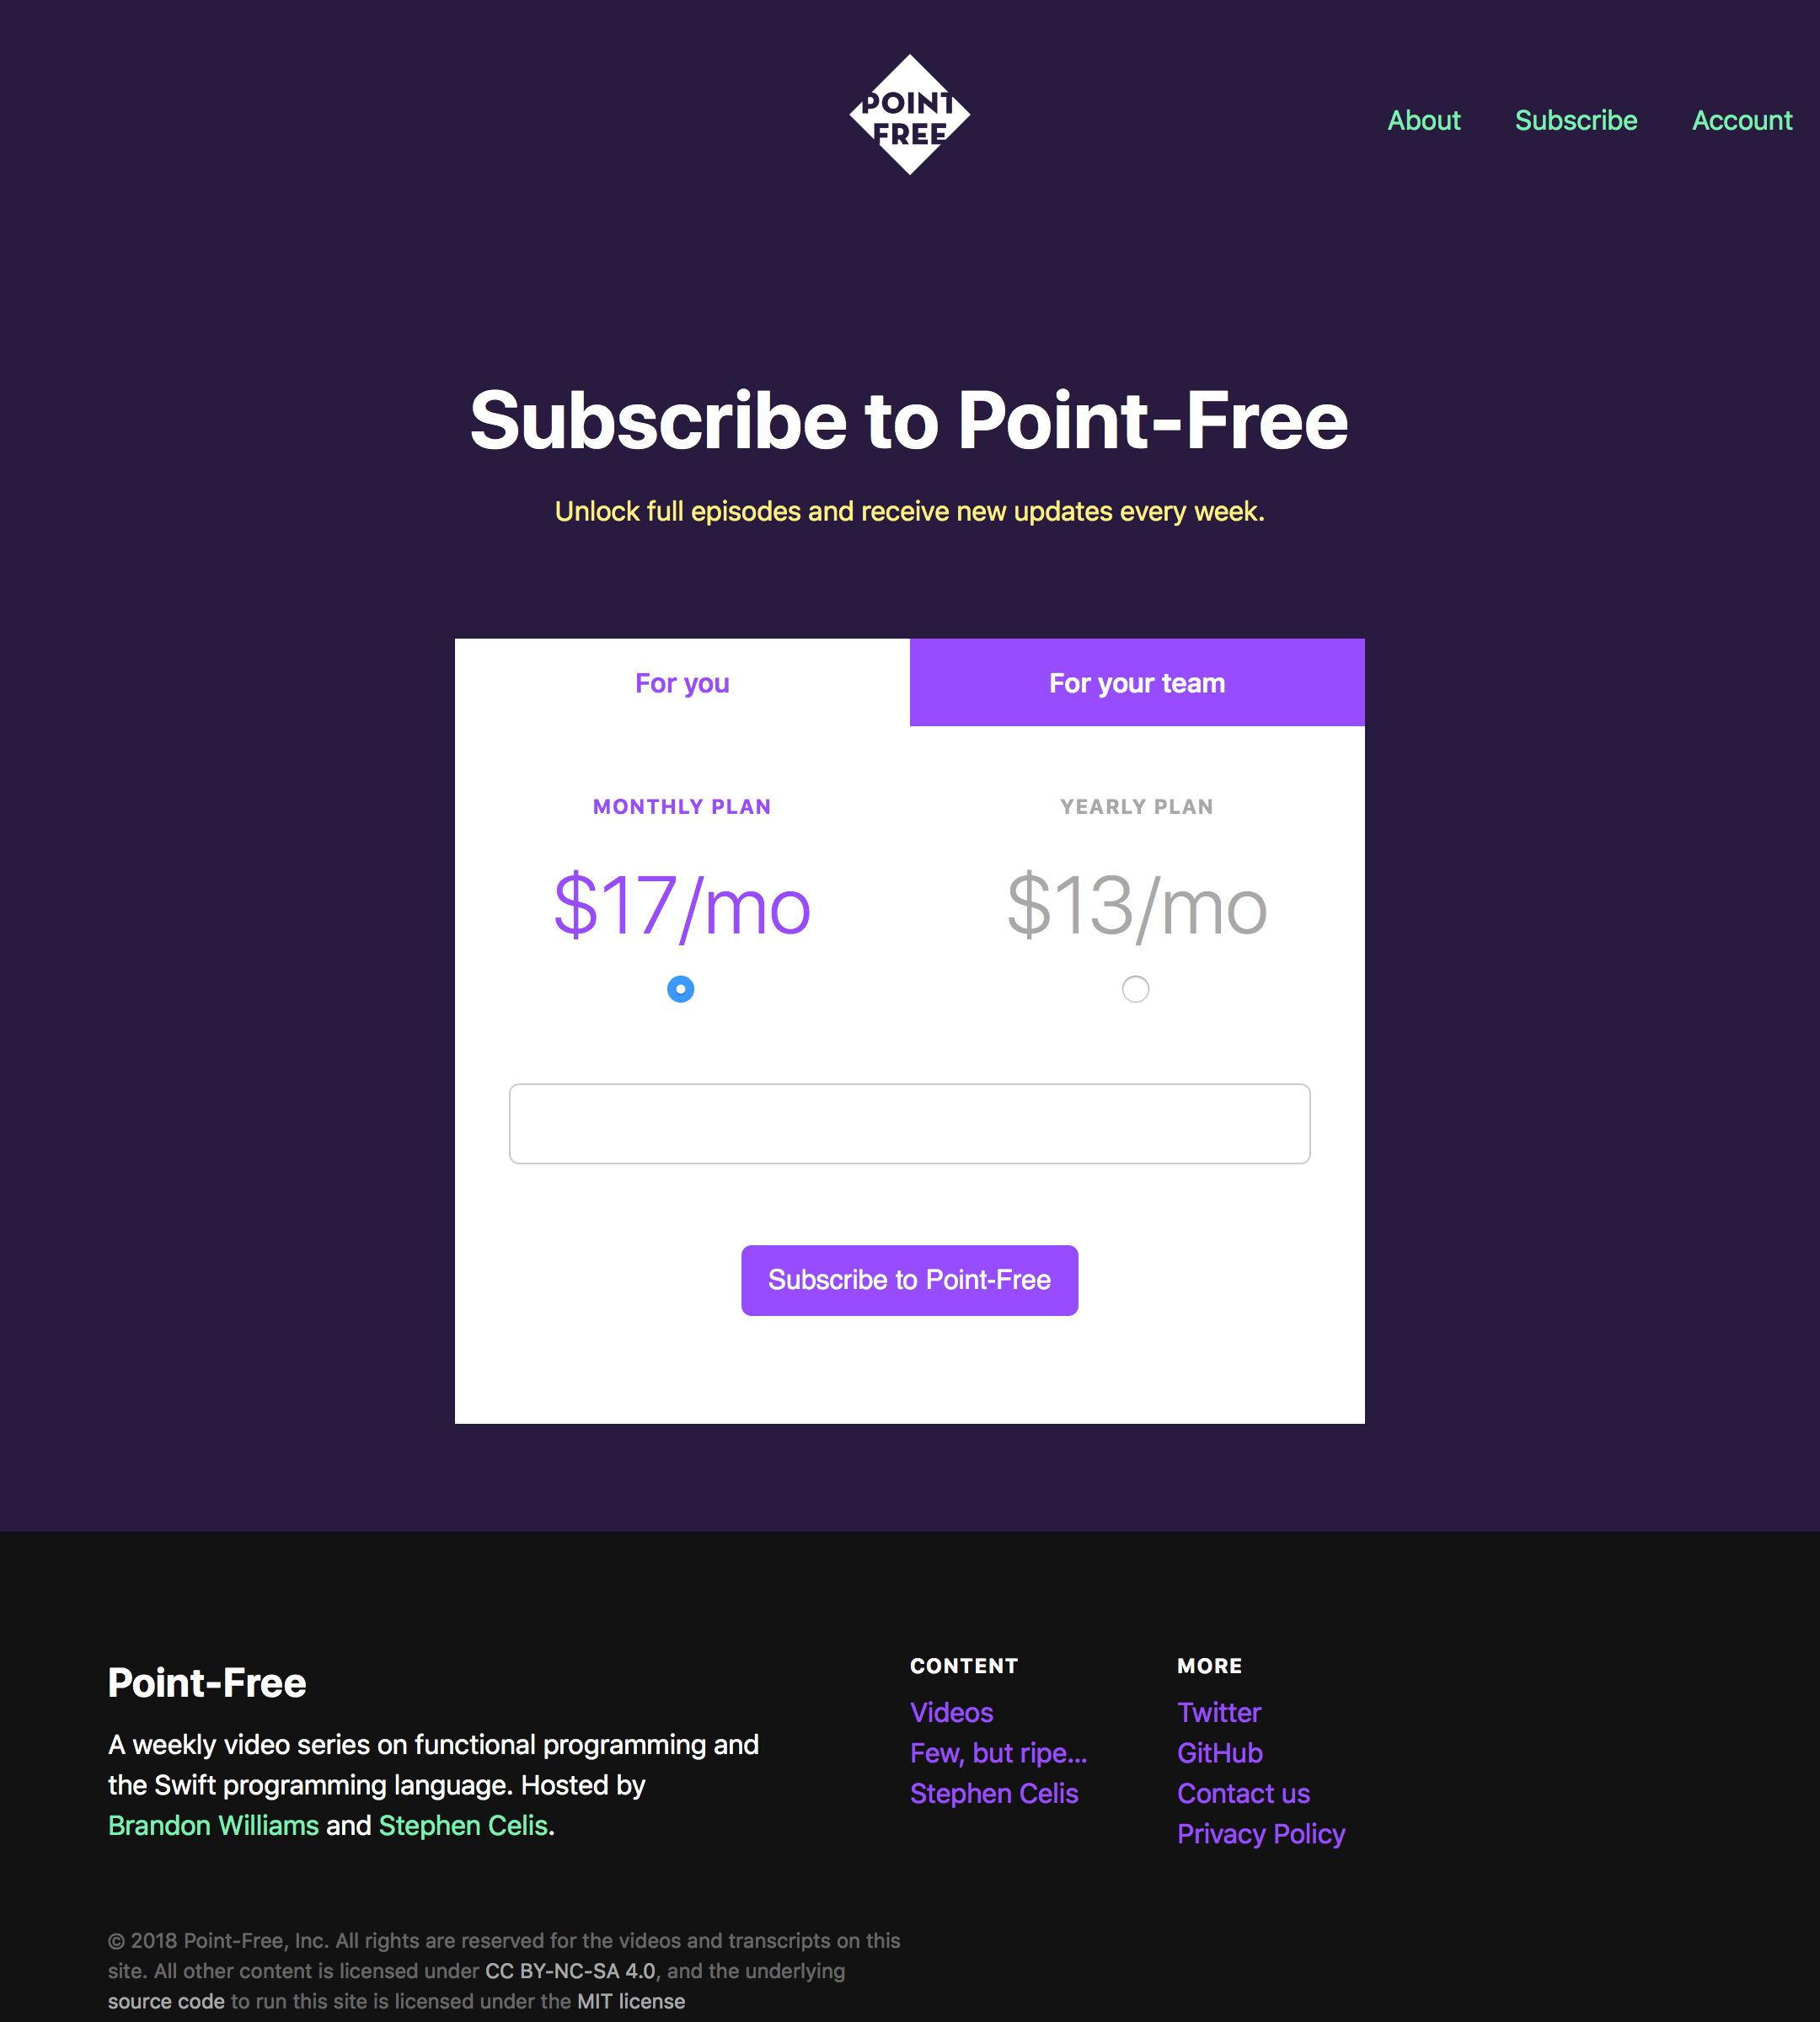 POINT
FREE
About Subscribe Account
Subscribe to Point-Free
Unlock full episodes and receive new updates every week.
For you For your team
MONTHLY PLAN YEARLY PLAN
$17/mo $13/mo
Subscribe to Point-Free
Point-Free
A weekly video series on functional programming and
the Swift programming language. Hosted by
Brandon Williams and Stephen Celis.
CONTENT
Videos
Few, but ripe...
Stephen Celis
MORE
Twitter
GitHub
Contact us
Privacy Policy
© 2018 Point-Free, Inc. All rights are reserved for the videos and transcripts on this
site. All other content is licensed under CC BY-NC-SA 4.0, and the underlying
source code to run this site is licensed under the MIT license